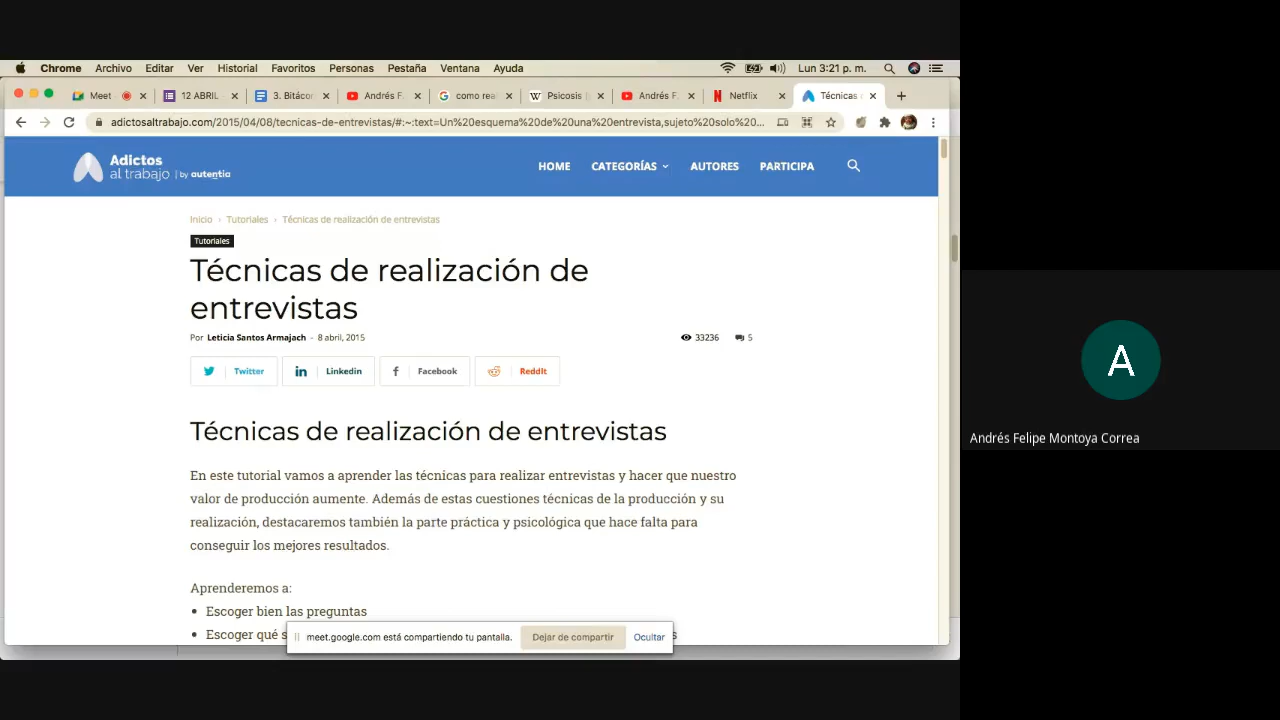 Chrome Archivo Editar Ver Historial Favoritos Personas Pestaña Ventana Ayuda Lun 3:21 p. m.
Meet 12 ABRIL 3. Bitácor Andrés F. como rea Psicosis Andrés F. Netflix Técnicas
adictosaltrabajo.com/2015/04/08/tecnicas-de-entrevistas/#:~:text=Un%20esquema%20de%20una%20entrevista,sujeto%20solo%20...
Adictos
al trabajo | by autentia
HOME CATEGORÍAS AUTORES PARTICIPA
Inicio › Tutoriales › Técnicas de realización de entrevistas
Tutoriales
Técnicas de realización de
entrevistas
Por Leticia Santos Armajach - 8 abril, 2015 33236 5
Twitter Linkedin Facebook ReddIt
Técnicas de realización de entrevistas
En este tutorial vamos a aprender las técnicas para realizar entrevistas y hacer que nuestro
valor de producción aumente. Además de estas cuestiones técnicas de la producción y su
realización, destacaremos también la parte práctica y psicológica que hace falta para
conseguir los mejores resultados.
Aprenderemos a:
• Escoger bien las preguntas
• Escoger qué s
meet.google.com está compartiendo tu pantalla. Dejar de compartir Ocultar
A
Andrés Felipe Montoya Correa